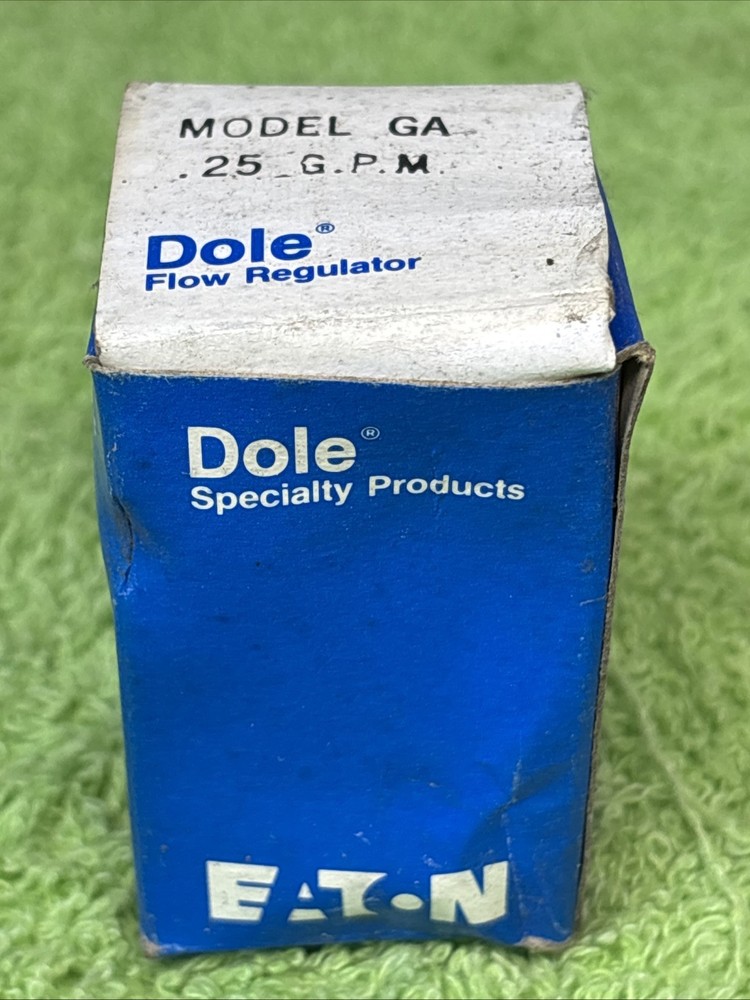 MODEL GA
.25 G.P.M.
Dole®
Flow Regulator
Dole®
Specialty Products
EATON